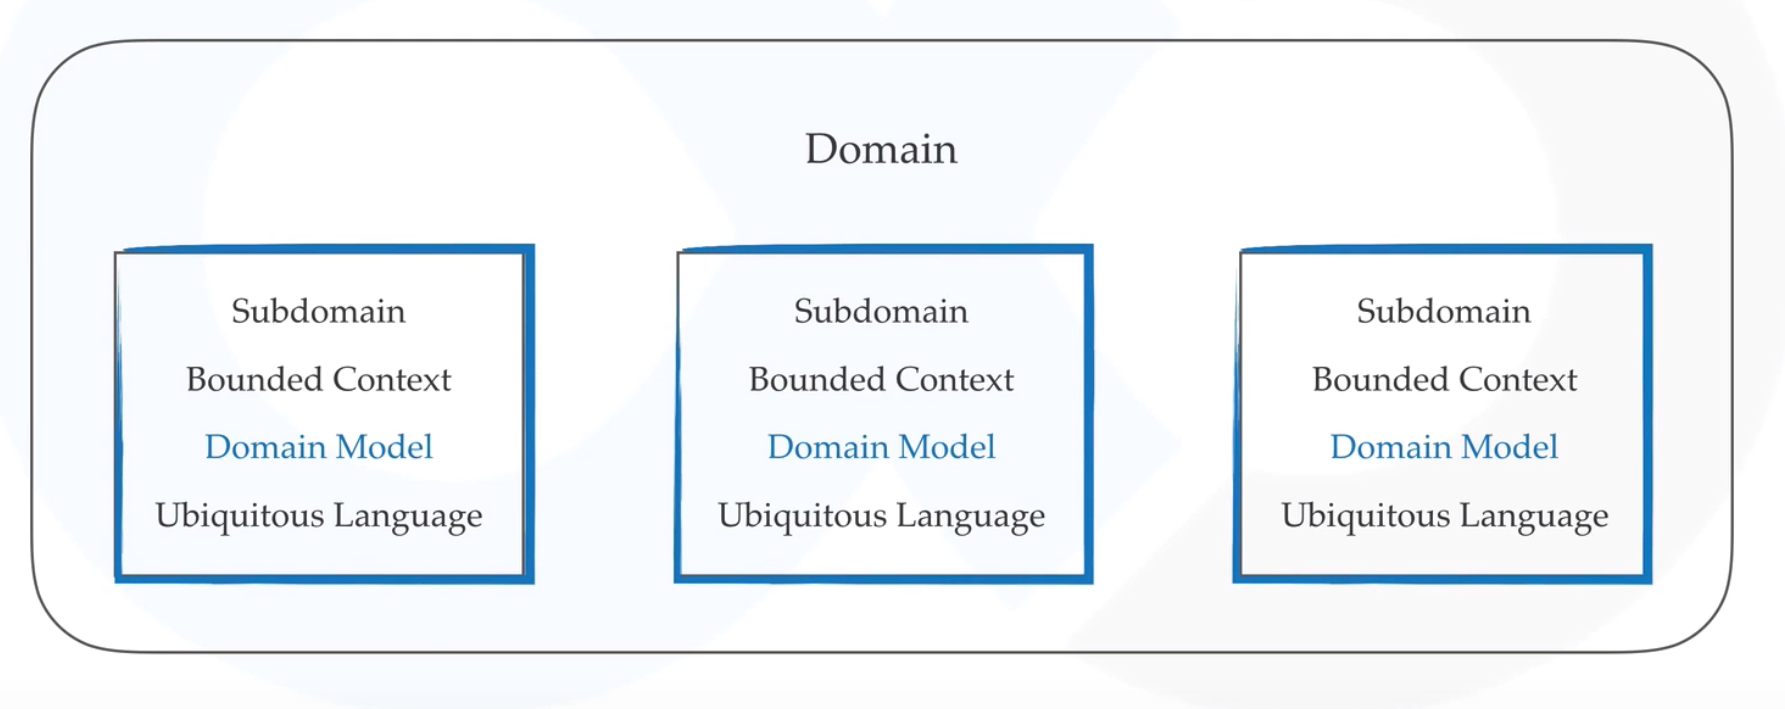 Domain
Subdomain
Bounded Context
Domain Model
Ubiquitous Language
Subdomain
Bounded Context
Domain Model
Ubiquitous Language
Subdomain
Bounded Context
Domain Model
Ubiquitous Language